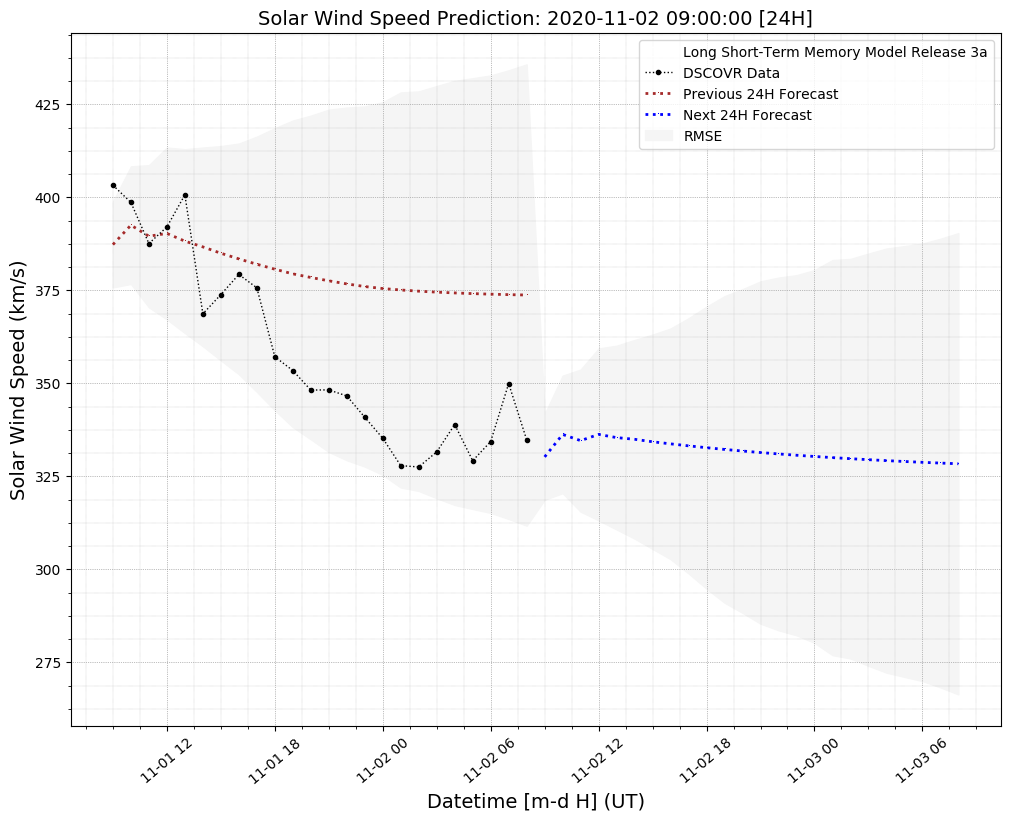 Solar Wind Speed Prediction: 2020-11-02 09:00:00 [24H]
Long Short-Term Memory Model Release 3a
DSCOVR Data
Previous 24H Forecast
Next 24H Forecast
RMSE
Solar Wind Speed (km/s)
425
400
375
350
325
300
275
11-01 12
11-01 18
11-02 00
11-02 06
11-02 12
11-02 18
11-03 00
11-03 06
Datetime [m-d H] (UT)